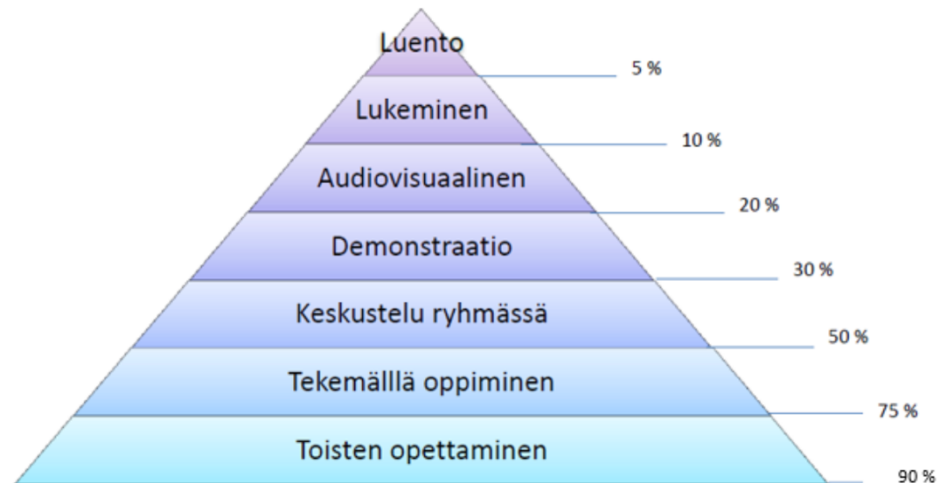 Luento
5 %
Lukeminen
10 %
Audiovisuaalinen
20 %
Demonstraatio
30 %
Keskustelu ryhmässä
50 %
Tekemälllä oppiminen
75 %
Toisten opettaminen
90 %